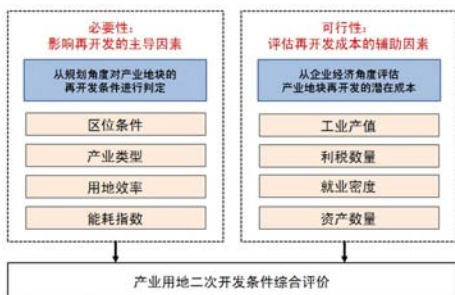 必要性：
影响再开发的主导因素
从规划角度对产业地块的
再开发条件进行判定
区位条件
产业类型
用地效率
能耗指数
可行性：
评估再开发成本的辅助因素
从企业经济角度评估
产业地块再开发的潜在成本
工业产值
利税数量
就业密度
资产数量
产业用地二次开发条件综合评价